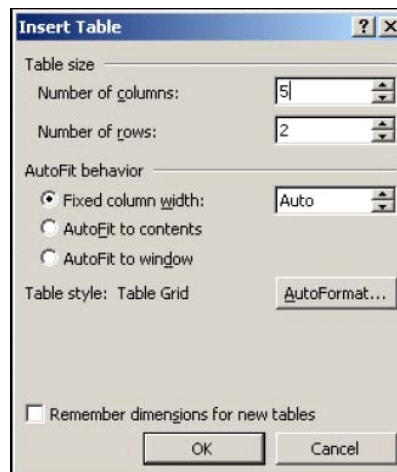 Insert Table
Table size
Number of columns: 5
Number of rows: 2
AutoFit behavior
Fixed column width: Auto
AutoFit to contents
AutoFit to window
Table style: Table Grid AutoFormat...
Remember dimensions for new tables
OK Cancel